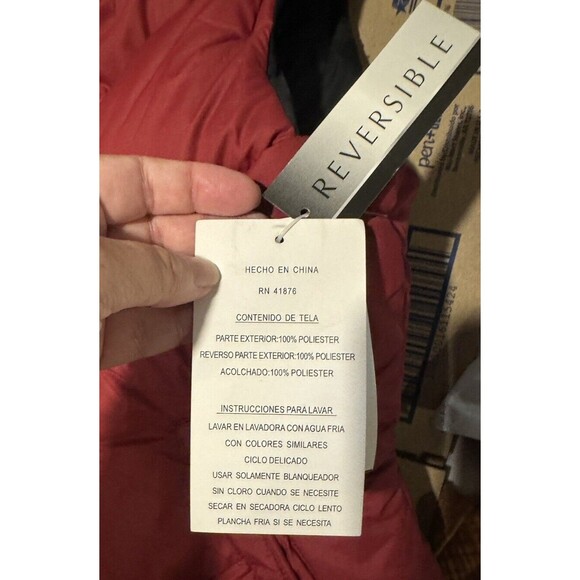 REVERSIBLE
HECHO EN CHINA
RN 41876
CONTENIDO DE TELA
PARTE EXTERIOR:100% POLIESTER
REVERSO PARTE EXTERIOR:100% POLIESTER
ACOLCHADO:100% POLIESTER
INSTRUCCIONES PARA LAVAR
LAVAR EN LAVADORA CON AGUA FRIA
CON COLORES SIMILARES
CICLO DELICADO
USAR SOLAMENTE BLANQUEADOR
SIN CLORO CUANDO SE NECESITE
SECAR EN SECADORA CICLO LENTO
PLANCHA FRIA SI SE NECESITA